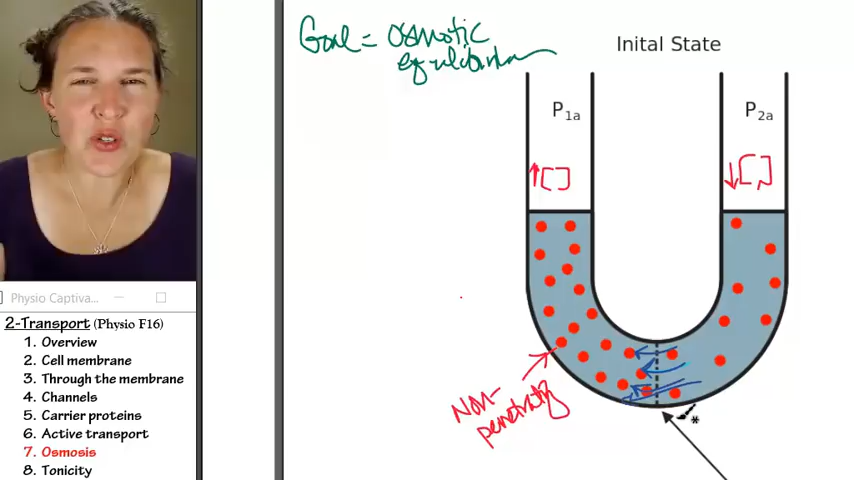 Goal = Osmotic
equilibrium
Inital State
P1a
P2a
↑[ ]
↓[ ]
Non-
penetrating
*
Physio Captiva...
2-Transport (Physio F16)
1. Overview
2. Cell membrane
3. Through the membrane
4. Channels
5. Carrier proteins
6. Active transport
7. Osmosis
8. Tonicity